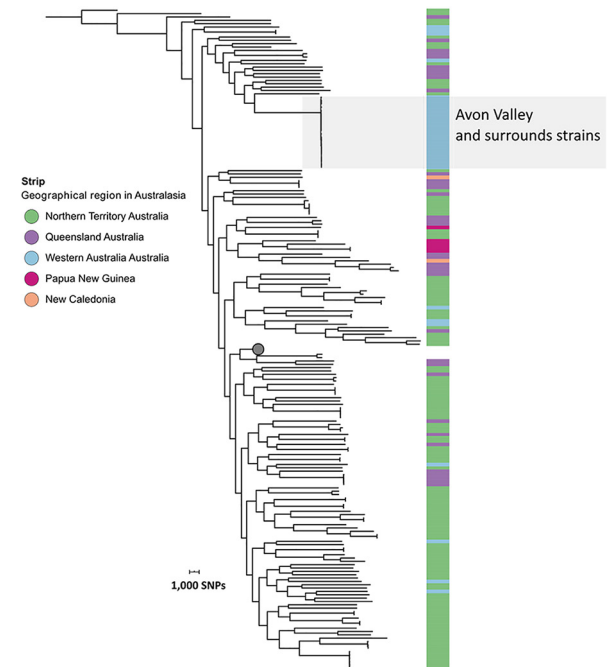 Avon Valley
and surrounds strains
Strip
Geographical region in Australasia
Northern Territory Australia
Queensland Australia
Western Australia Australia
Papua New Guinea
New Caledonia
1,000 SNPs